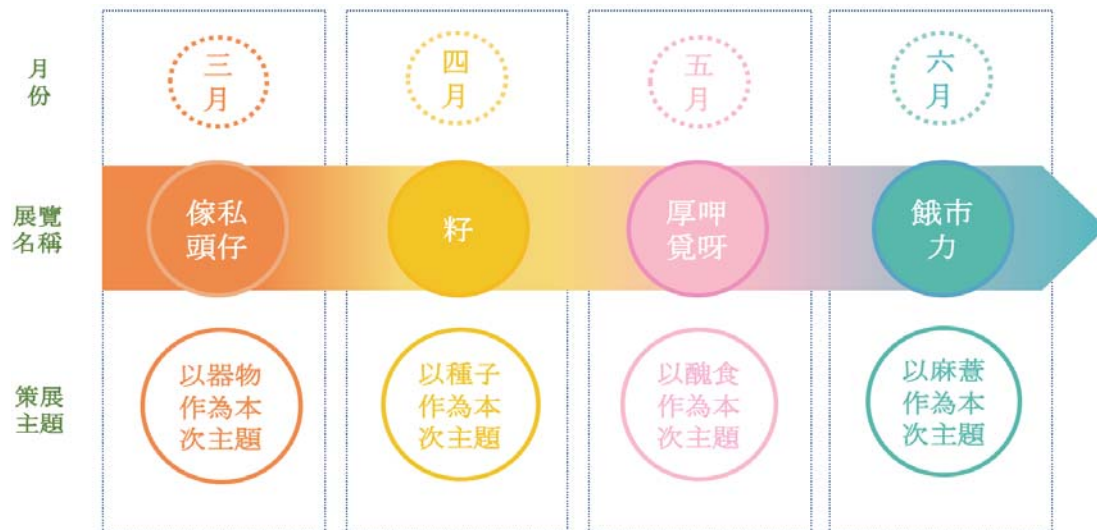 月
份
三
月
四
月
五
月
六
月
展覽
名稱
傢私
頭仔
籽
厚呷
覓呀
餓市
力
策展
主題
以器物
作為本
次主題
以種子
作為本
次主題
以醜食
作為本
次主題
以麻薏
作為本
次主題